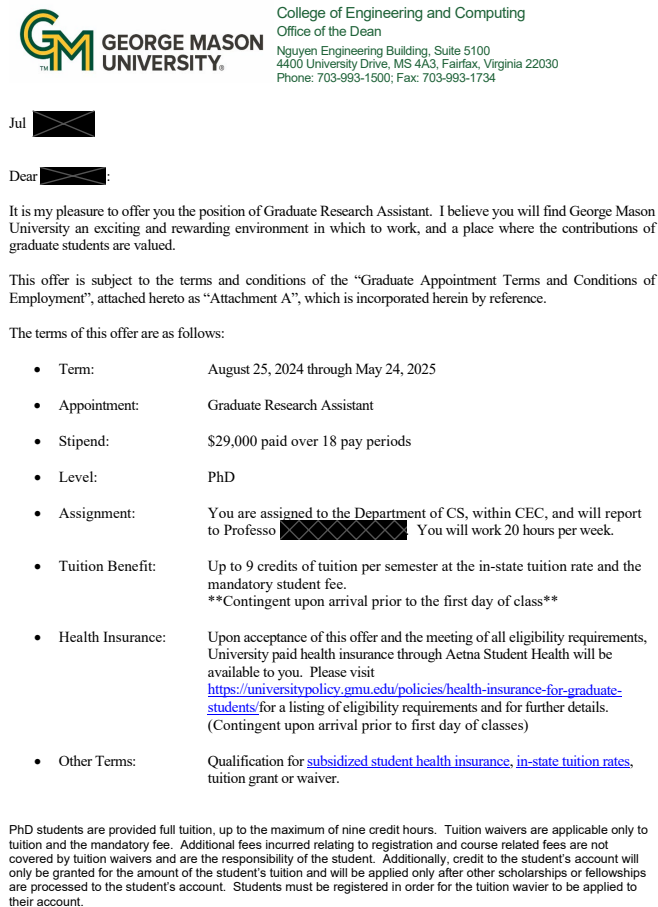 GEORGE MASON
UNIVERSITY®
TM
College of Engineering and Computing
Office of the Dean
Nguyen Engineering Building, Suite 5100
4400 University Drive, MS 4A3, Fairfax, Virginia 22030
Phone: 703-993-1500; Fax: 703-993-1734
Jul
Dear :
It is my pleasure to offer you the position of Graduate Research Assistant. I believe you will find George Mason
University an exciting and rewarding environment in which to work, and a place where the contributions of
graduate students are valued.
This offer is subject to the terms and conditions of the “Graduate Appointment Terms and Conditions of
Employment”, attached hereto as “Attachment A”, which is incorporated herein by reference.
The terms of this offer are as follows:
• Term: August 25, 2024 through May 24, 2025
• Appointment: Graduate Research Assistant
• Stipend: $29,000 paid over 18 pay periods
• Level: PhD
• Assignment: You are assigned to the Department of CS, within CEC, and will report
to Professo . You will work 20 hours per week.
• Tuition Benefit: Up to 9 credits of tuition per semester at the in-state tuition rate and the
mandatory student fee.
**Contingent upon arrival prior to the first day of class**
• Health Insurance: Upon acceptance of this offer and the meeting of all eligibility requirements,
University paid health insurance through Aetna Student Health will be
available to you. Please visit
https://universitypolicy.gmu.edu/policies/health-insurance-for-graduate-
students/for a listing of eligibility requirements and for further details.
(Contingent upon arrival prior to first day of classes)
• Other Terms: Qualification for subsidized student health insurance, in-state tuition rates,
tuition grant or waiver.
PhD students are provided full tuition, up to the maximum of nine credit hours. Tuition waivers are applicable only to
tuition and the mandatory fee. Additional fees incurred relating to registration and course related fees are not
covered by tuition waivers and are the responsibility of the student. Additionally, credit to the student's account will
only be granted for the amount of the student's tuition and will be applied only after other scholarships or fellowships
are processed to the student's account. Students must be registered in order for the tuition wavier to be applied to
their account.